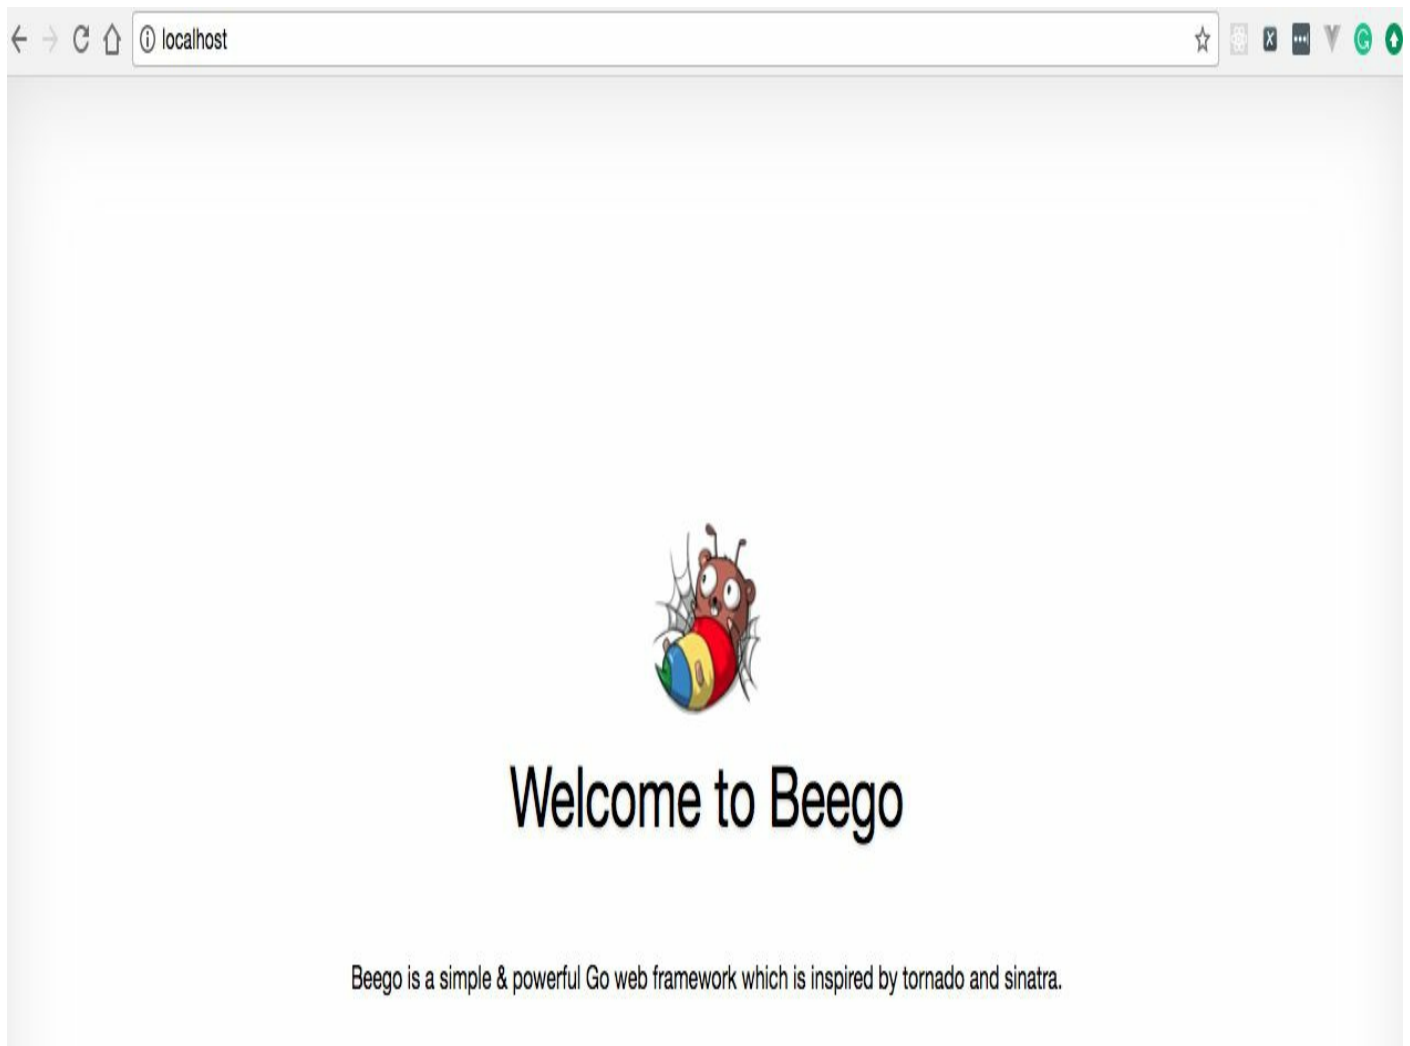 localhost
Welcome to Beego
Beego is a simple & powerful Go web framework which is inspired by tornado and sinatra.